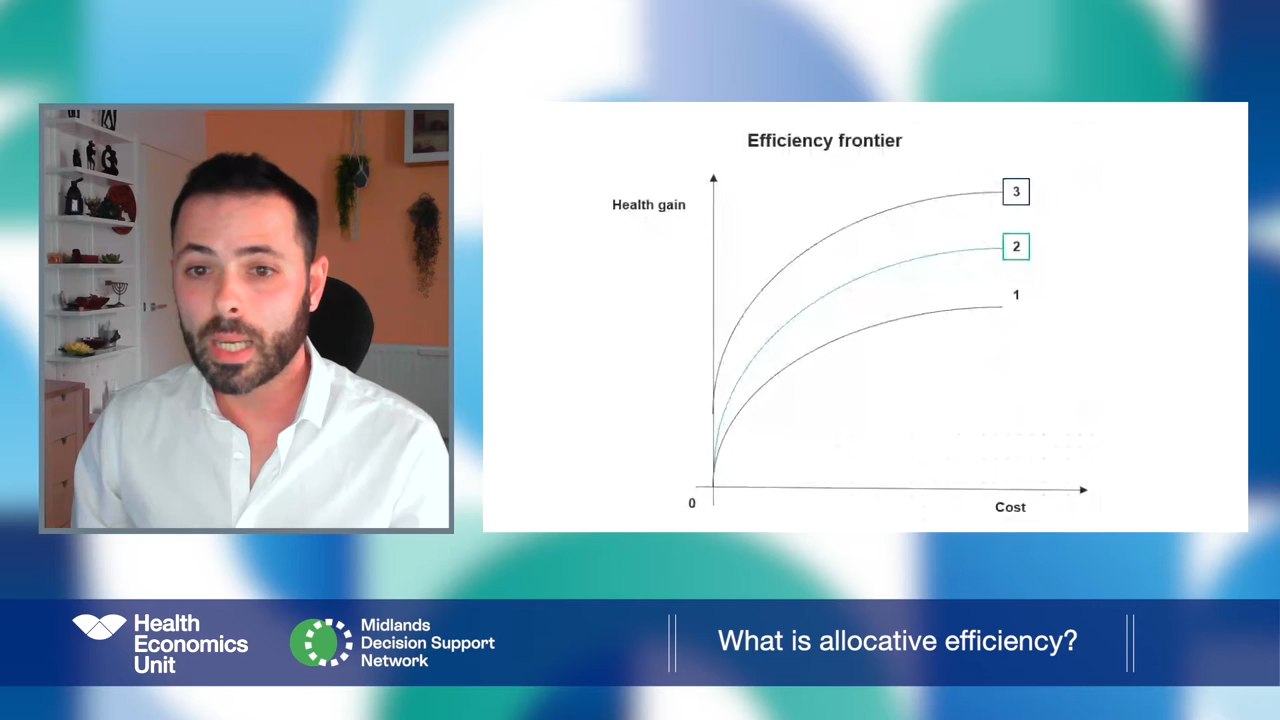 Efficiency frontier
Health gain
3
2
1
0
Cost
Health
Economics
Unit
Midlands
Decision Support
Network
What is allocative efficiency?